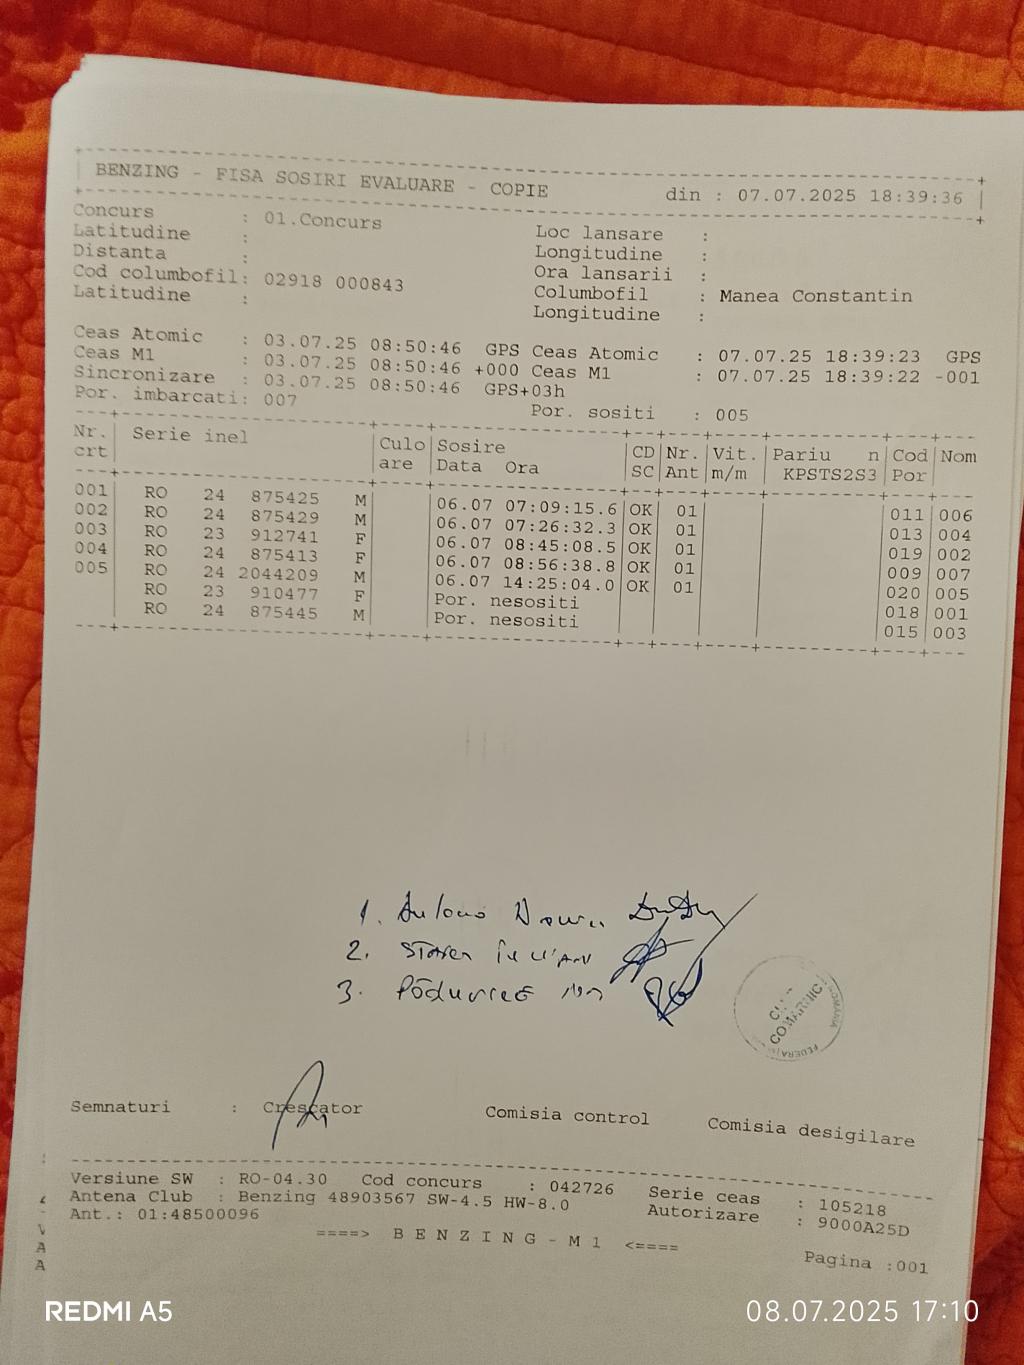 BENZING - FISA SOSIRI EVALUARE - COPIE din : 07.07.2025 18:39:36
Concurs : 01.Concurs Loc lansare :
Latitudine : Longitudine :
Distanta : Ora lansarii :
Cod columbofil: 02918 000843 Columbofil : Manea Constantin
Latitudine : Longitudine :
Ceas Atomic : 03.07.25 08:50:46 GPS Ceas Atomic : 07.07.25 18:39:23 GPS
Ceas M1 : 03.07.25 08:50:46 +000 Ceas M1 : 07.07.25 18:39:22 -001
Sincronizare : 03.07.25 08:50:46 GPS+03h
Por. imbarcati: 007 Por. sositi : 005
Nr. Serie inel Culo Sosire CD Nr. Vit. Pariu n Cod Nom
crt are Data Ora SC Ant m/m KPSTS2S3 Por
001 RO 24 875425 M 06.07 07:09:15.6 OK 01 011 006
002 RO 24 875429 M 06.07 07:26:32.3 OK 01 013 004
003 RO 23 912741 F 06.07 08:45:08.5 OK 01 019 002
004 RO 24 875413 F 06.07 08:56:38.8 OK 01 009 007
005 RO 24 2044209 M 06.07 14:25:04.0 OK 01 020 005
RO 23 910477 F Por. nesositi 018 001
RO 24 875445 M Por. nesositi 015 003
1.
2.
3.
COMARNIC
ROMANIA
Semnaturi : Crescator Comisia control Comisia desigilare
Versiune SW : RO-04.30 Cod concurs : 042726 Serie ceas : 105218
Antena Club : Benzing 48903567 SW-4.5 HW-8.0 Autorizare : 9000A25D
Ant.: 01:48500096
====> B E N Z I N G - M 1 <====
Pagina :001
REDMI A5 08.07.2025 17:10